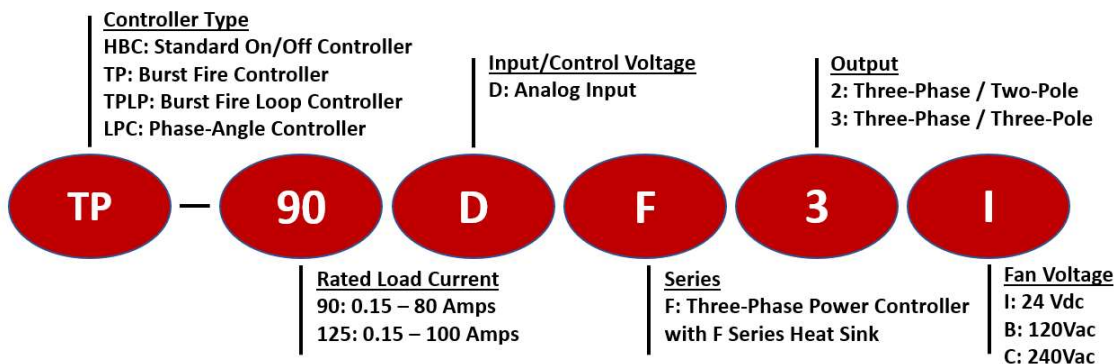 Controller Type
HBC: Standard On/Off Controller
TP: Burst Fire Controller
TPLP: Burst Fire Loop Controller
LPC: Phase-Angle Controller
Input/Control Voltage
D: Analog Input
Output
2: Three-Phase / Two-Pole
3: Three-Phase / Three-Pole
TP — 90 D F 3 I
Rated Load Current
90: 0.15 – 80 Amps
125: 0.15 – 100 Amps
Series
F: Three-Phase Power Controller
with F Series Heat Sink
Fan Voltage
I: 24 Vdc
B: 120Vac
C: 240Vac